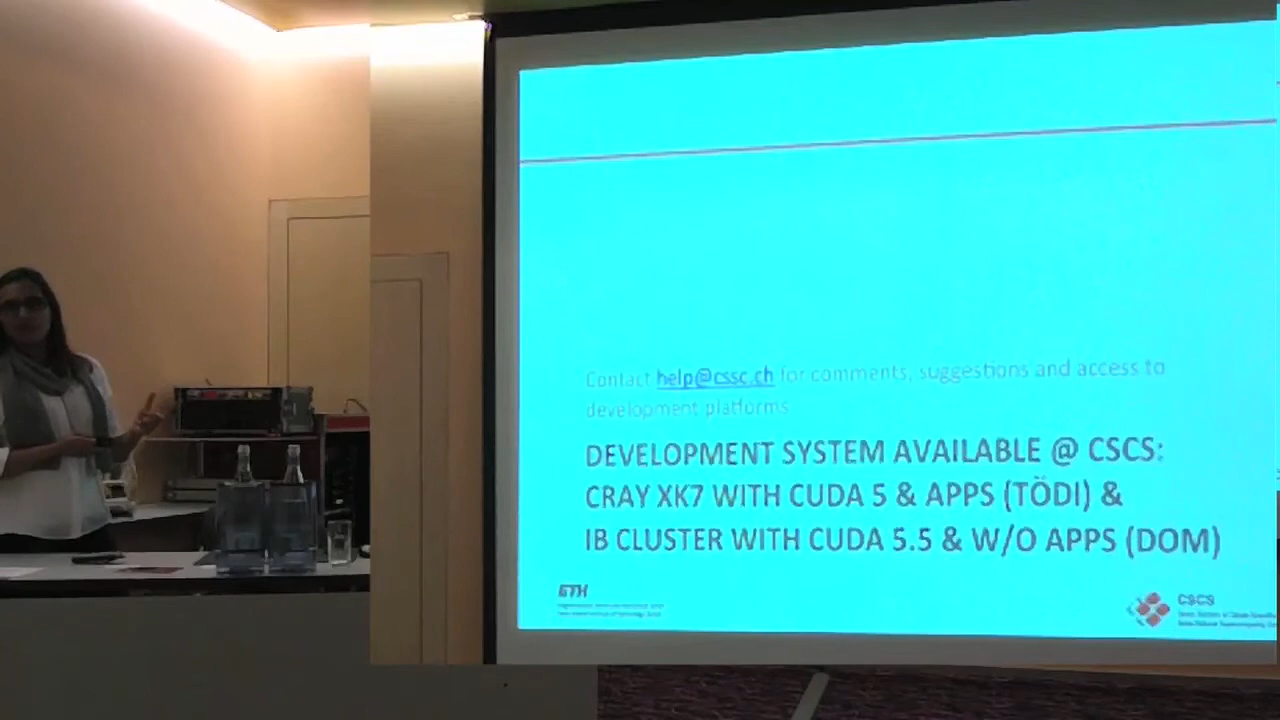 Contact help@cssc.ch for comments, suggestions and access to
development platforms
DEVELOPMENT SYSTEM AVAILABLE @ CSCS:
CRAY XK7 WITH CUDA 5 & APPS (TÖDI) &
IB CLUSTER WITH CUDA 5.5 & W/O APPS (DOM)
ETH
CSCS